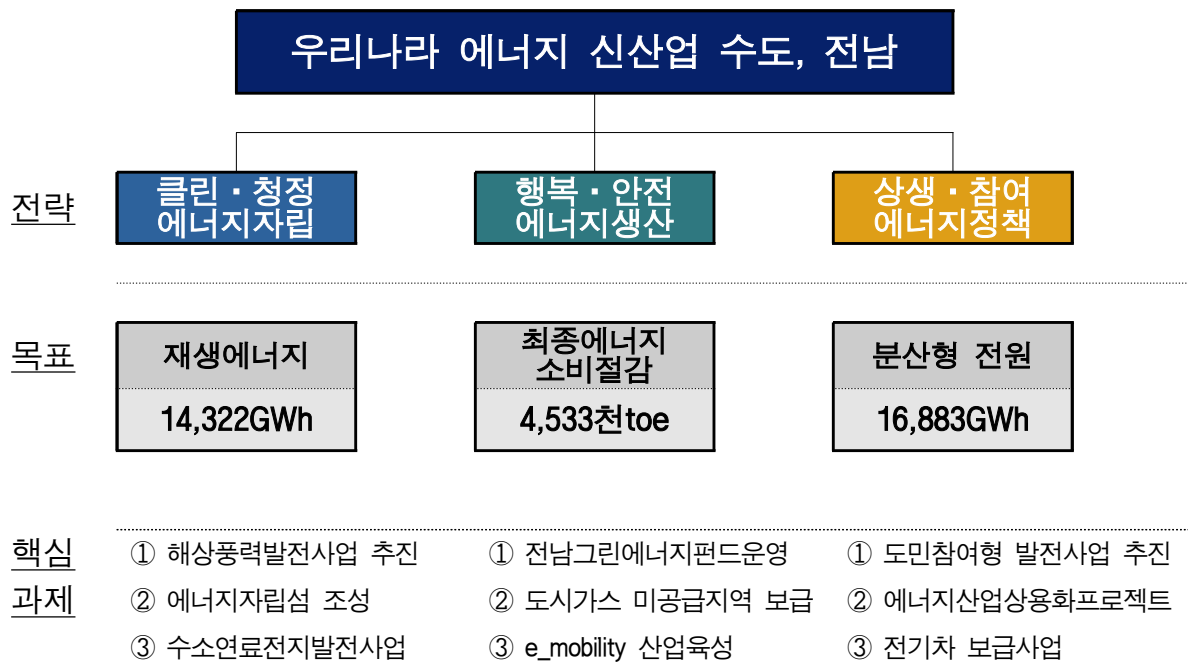 우리나라 에너지 신산업 수도, 전남
전략
클린·청정
에너지자립
행복·안전
에너지생산
상생·참여
에너지정책
목표
재생에너지
14,322GWh
최종에너지
소비절감
4,533천toe
분산형 전원
16,883GWh
핵심
과제
① 해상풍력발전사업 추진
② 에너지자립섬 조성
③ 수소연료전지발전사업
① 전남그린에너지펀드운영
② 도시가스 미공급지역 보급
③ e_mobility 산업육성
① 도민참여형 발전사업 추진
② 에너지산업상용화프로젝트
③ 전기차 보급사업